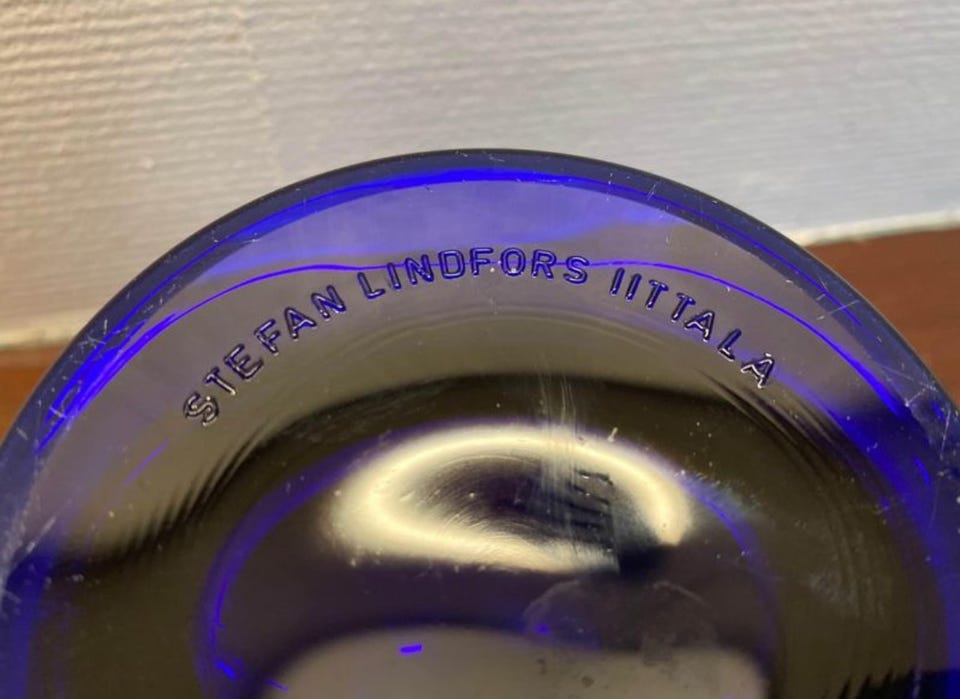 STEFAN LINDFORS IITTALA